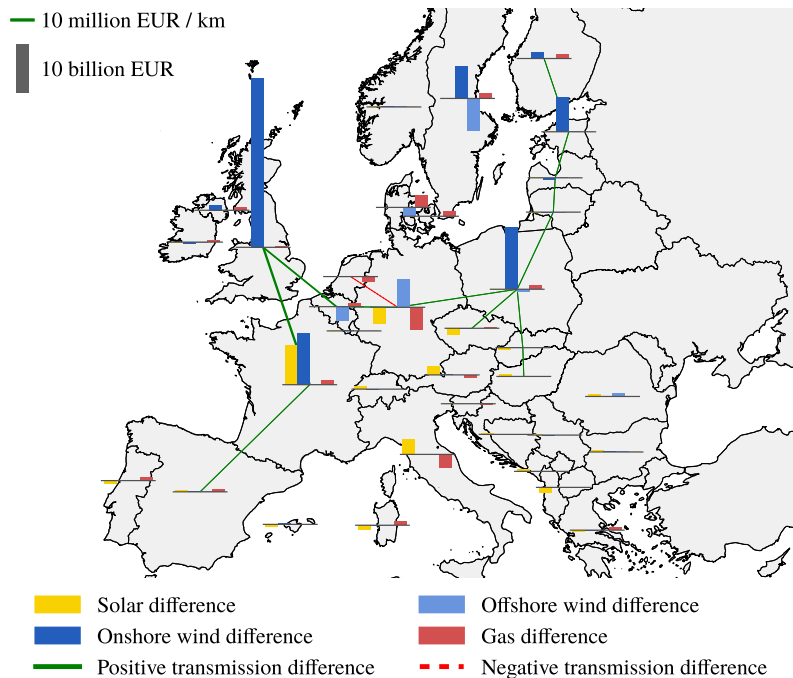 10 million EUR / km
10 billion EUR
Solar difference
Offshore wind difference
Onshore wind difference
Gas difference
Positive transmission difference
Negative transmission difference